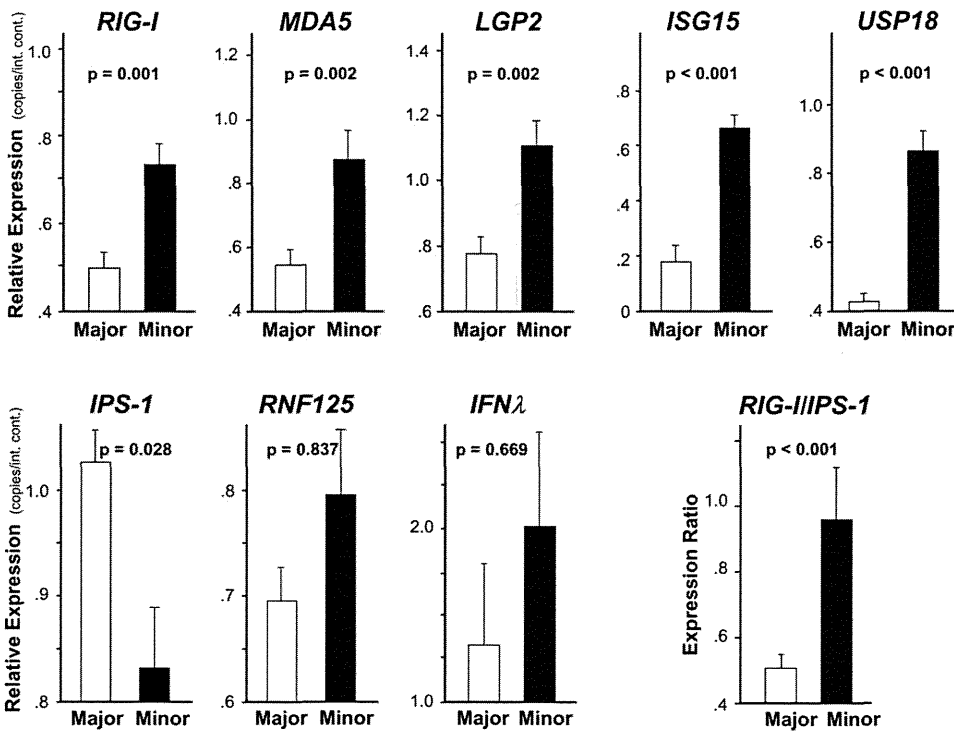 RIG-I
MDA5
LGP2
ISG15
USP18
Relative Expression (copies/int. cont.)
1.0
.8
.6
.4
p = 0.001
Major Minor
1.2
1.0
.8
.6
.4
p = 0.002
Major Minor
1.4
1.2
1.0
.8
.6
p = 0.002
Major Minor
.8
.6
.4
0.2
0
p < 0.001
Major Minor
1.0
.8
.6
.4
p < 0.001
Major Minor
IPS-1
RNF125
IFNλ
RIG-I/IPS-1
Relative Expression (copies/int. cont.)
1.0
.9
.8
p = 0.028
Major Minor
.8
.7
.6
p = 0.837
Major Minor
2.0
1.0
p = 0.669
Major Minor
Expression Ratio
1.0
.8
.6
.4
p < 0.001
Major Minor